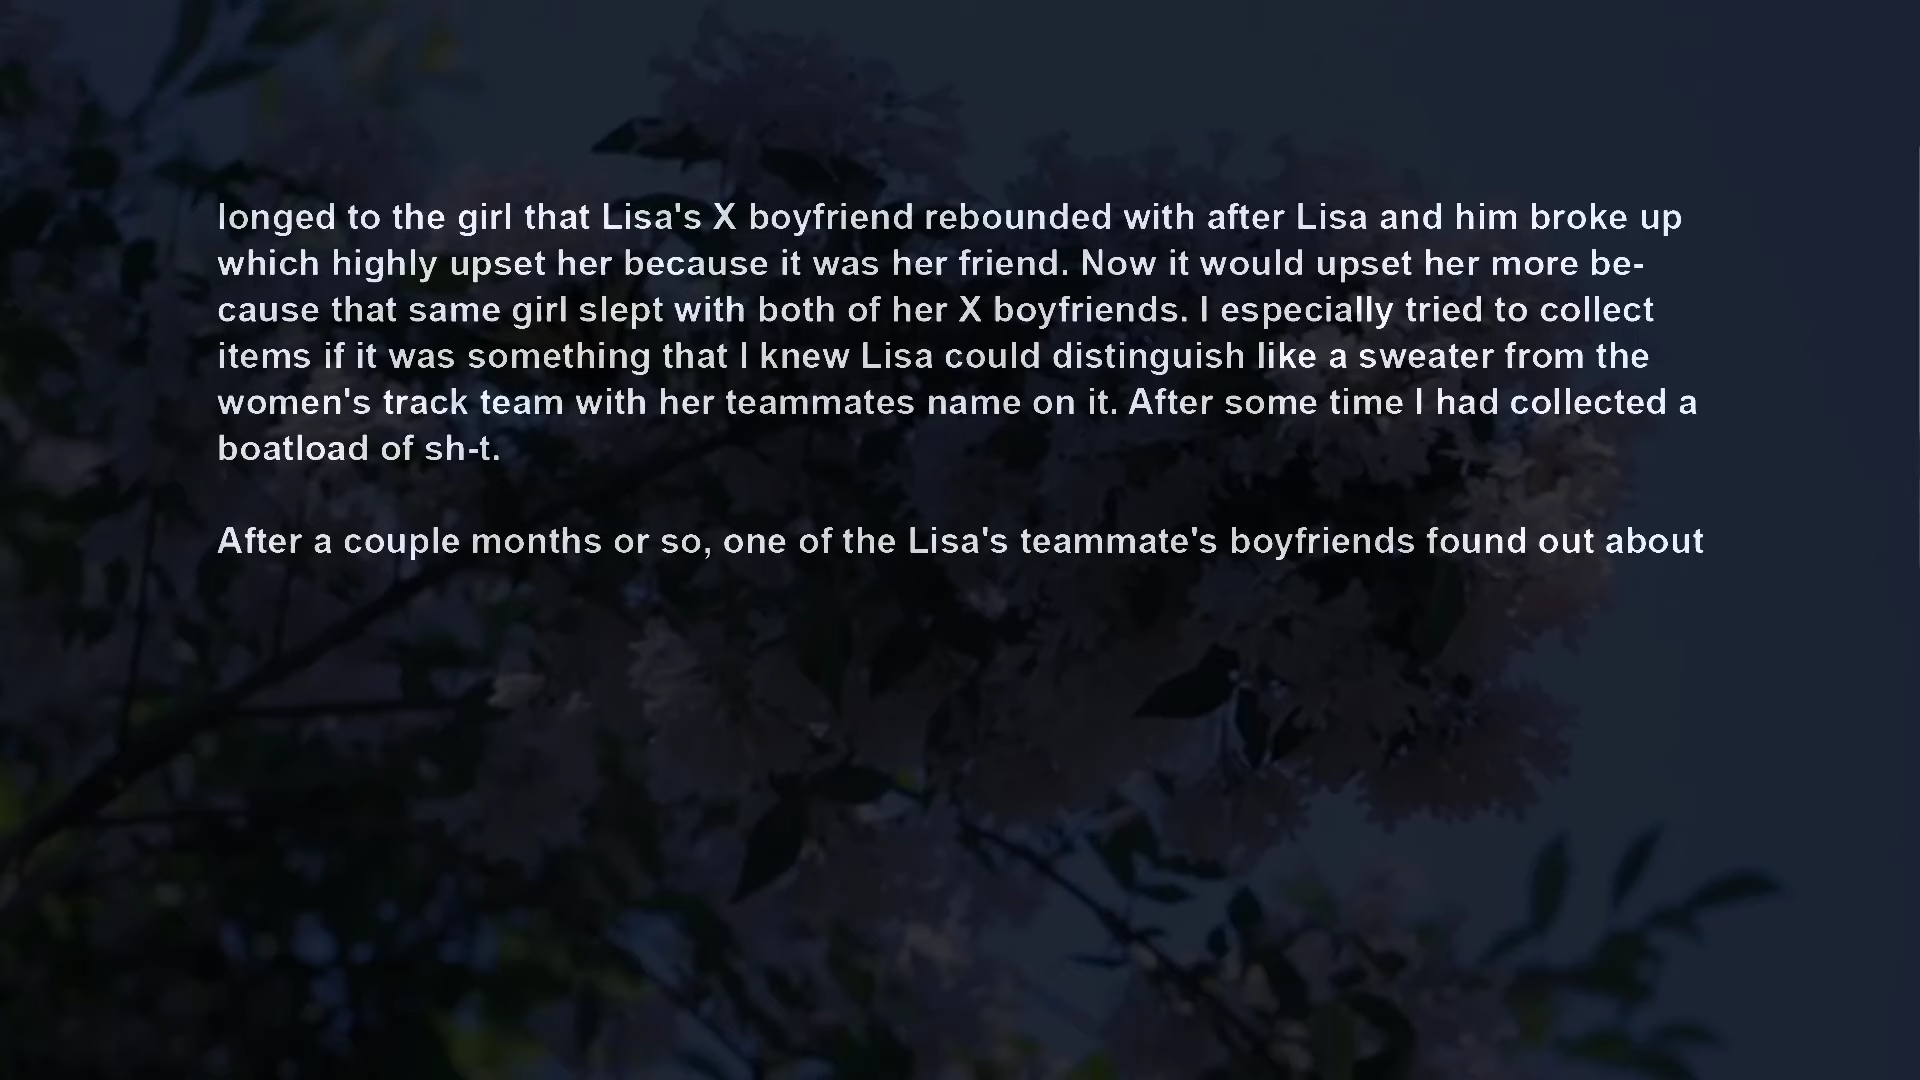 longed to the girl that Lisa's X boyfriend rebounded with after Lisa and him broke up
which highly upset her because it was her friend. Now it would upset her more be-
cause that same girl slept with both of her X boyfriends. I especially tried to collect
items if it was something that I knew Lisa could distinguish like a sweater from the
women's track team with her teammates name on it. After some time I had collected a
boatload of sh-t.
After a couple months or so, one of the Lisa's teammate's boyfriends found out about